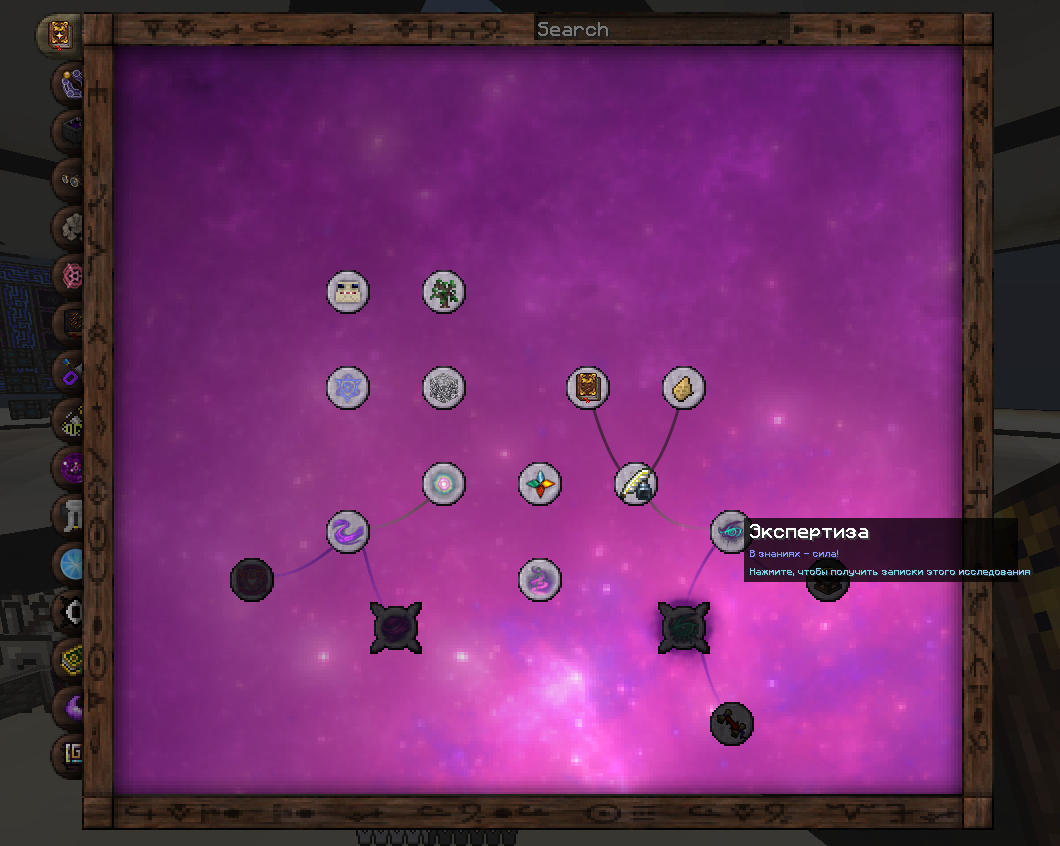 Search
Экспертиза
В знаниях - сила!
Нажмите, чтобы получить записки этого исследования